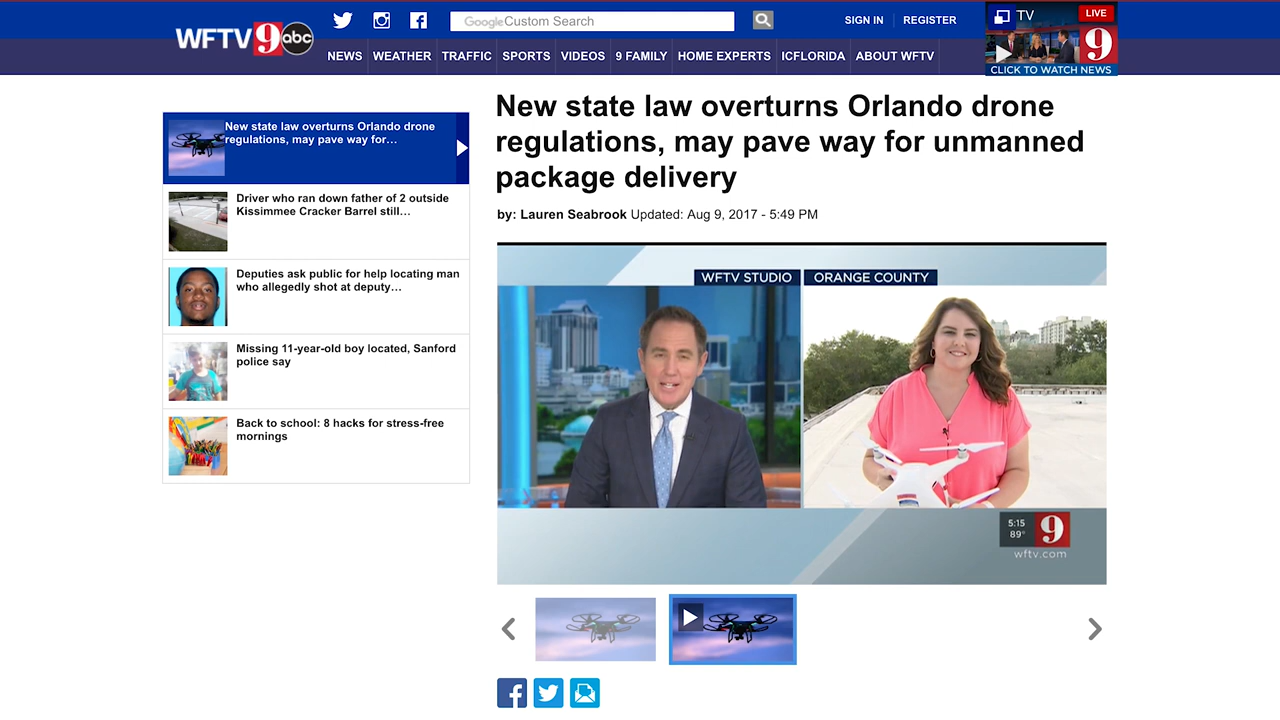 WFTV 9 abc
Google Custom Search
SIGN IN
REGISTER
TV
LIVE
9
CLICK TO WATCH NEWS
NEWS
WEATHER
TRAFFIC
SPORTS
VIDEOS
9 FAMILY
HOME EXPERTS
ICFLORIDA
ABOUT WFTV
New state law overturns Orlando drone
regulations, may pave way for…
Driver who ran down father of 2 outside
Kissimmee Cracker Barrel still…
Deputies ask public for help locating man
who allegedly shot at deputy…
Missing 11-year-old boy located, Sanford
police say
Back to school: 8 hacks for stress-free
mornings
New state law overturns Orlando drone
regulations, may pave way for unmanned
package delivery
by: Lauren Seabrook Updated: Aug 9, 2017 - 5:49 PM
WFTV STUDIO
ORANGE COUNTY
5:15
89°
9
wftv.com